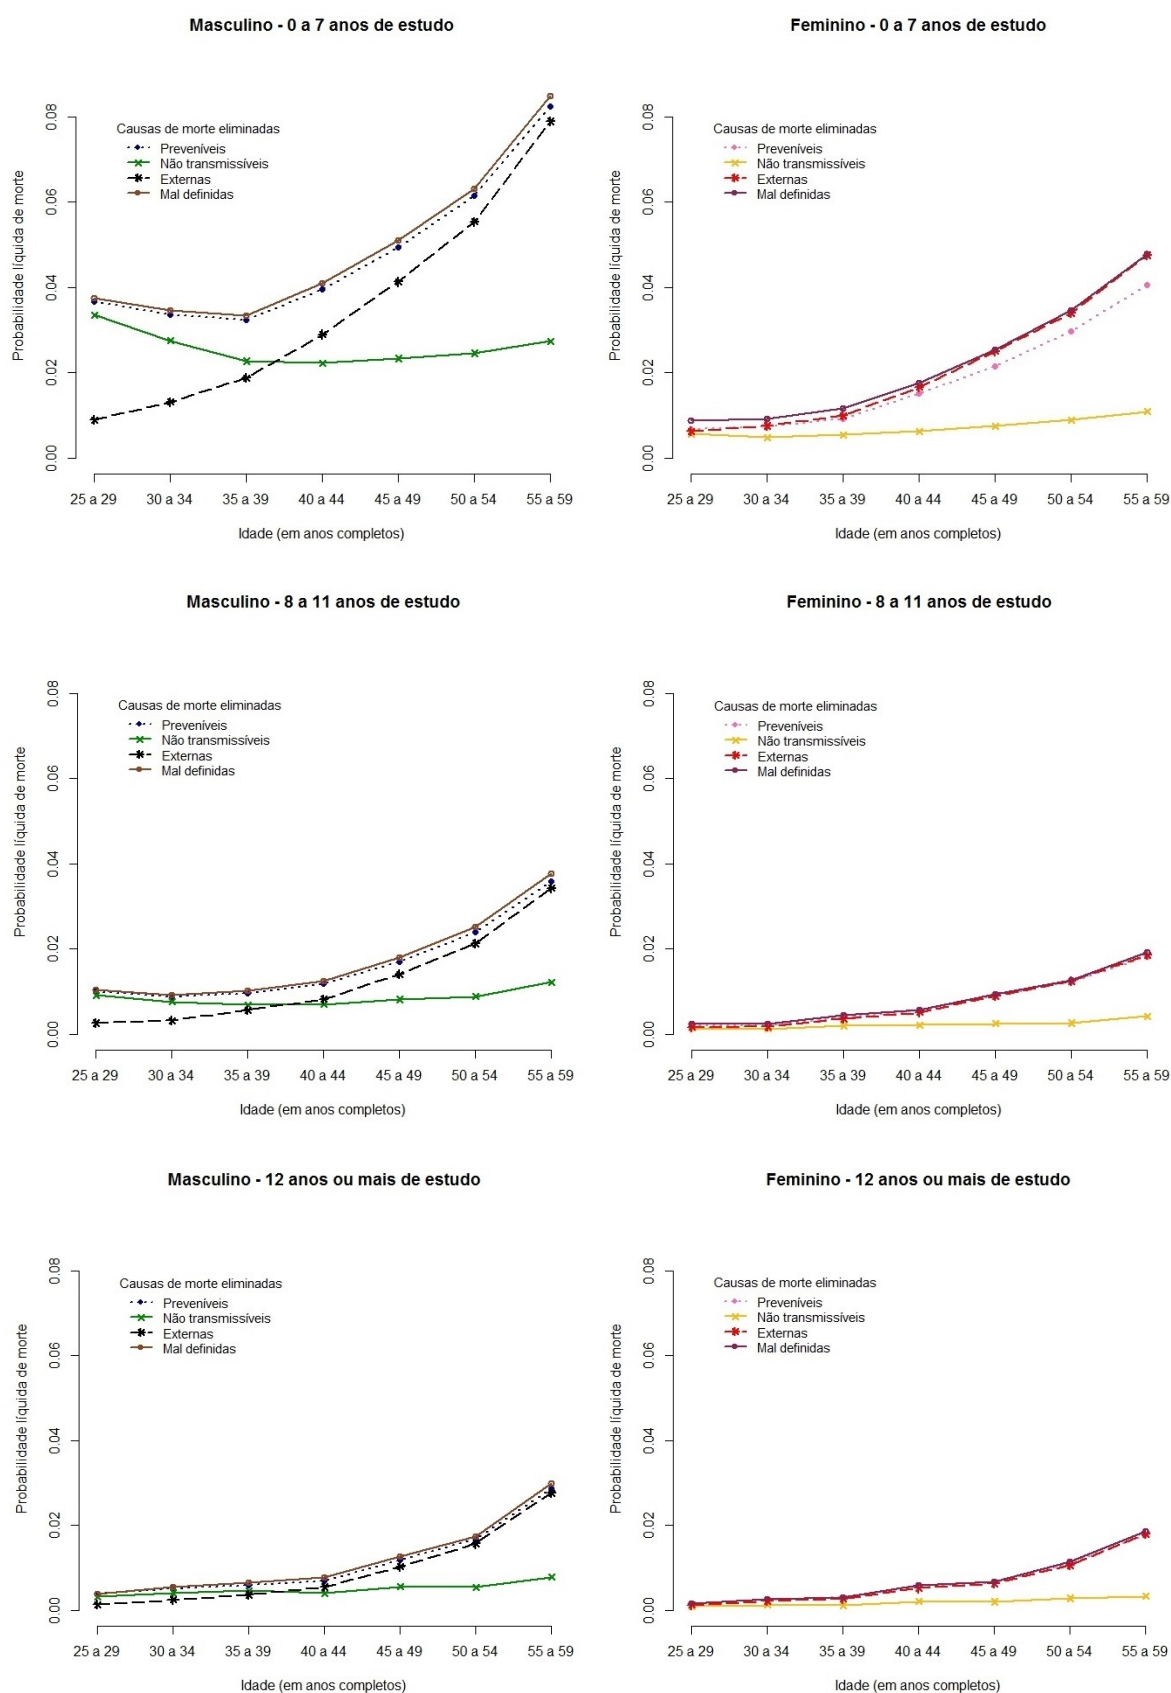 Masculino - 0 a 7 anos de estudo
Probabilidade líquida de morte
0.00 0.02 0.04 0.06 0.08
Causas de morte eliminadas
Preveníveis
Não transmissíveis
Externas
Mal definidas
25 a 29 30 a 34 35 a 39 40 a 44 45 a 49 50 a 54 55 a 59
Idade (em anos completos)
Feminino - 0 a 7 anos de estudo
Probabilidade líquida de morte
0.00 0.02 0.04 0.06 0.08
Causas de morte eliminadas
Preveníveis
Não transmissíveis
Externas
Mal definidas
25 a 29 30 a 34 35 a 39 40 a 44 45 a 49 50 a 54 55 a 59
Idade (em anos completos)
Masculino - 8 a 11 anos de estudo
Probabilidade líquida de morte
0.00 0.02 0.04 0.06 0.08
Causas de morte eliminadas
Preveníveis
Não transmissíveis
Externas
Mal definidas
25 a 29 30 a 34 35 a 39 40 a 44 45 a 49 50 a 54 55 a 59
Idade (em anos completos)
Feminino - 8 a 11 anos de estudo
Probabilidade líquida de morte
0.00 0.02 0.04 0.06 0.08
Causas de morte eliminadas
Preveníveis
Não transmissíveis
Externas
Mal definidas
25 a 29 30 a 34 35 a 39 40 a 44 45 a 49 50 a 54 55 a 59
Idade (em anos completos)
Masculino - 12 anos ou mais de estudo
Probabilidade líquida de morte
0.00 0.02 0.04 0.06 0.08
Causas de morte eliminadas
Preveníveis
Não transmissíveis
Externas
Mal definidas
25 a 29 30 a 34 35 a 39 40 a 44 45 a 49 50 a 54 55 a 59
Idade (em anos completos)
Feminino - 12 anos ou mais de estudo
Probabilidade líquida de morte
0.00 0.02 0.04 0.06 0.08
Causas de morte eliminadas
Preveníveis
Não transmissíveis
Externas
Mal definidas
25 a 29 30 a 34 35 a 39 40 a 44 45 a 49 50 a 54 55 a 59
Idade (em anos completos)